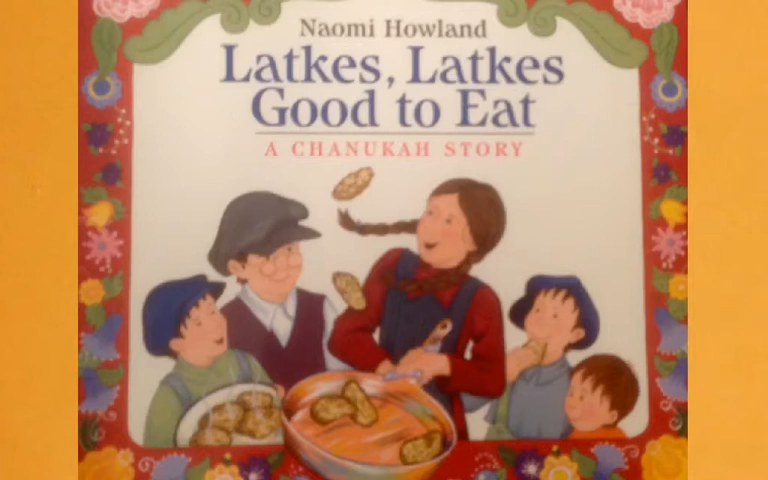 Naomi Howland
Latkes, Latkes
Good to Eat
A CHANUKAH STORY